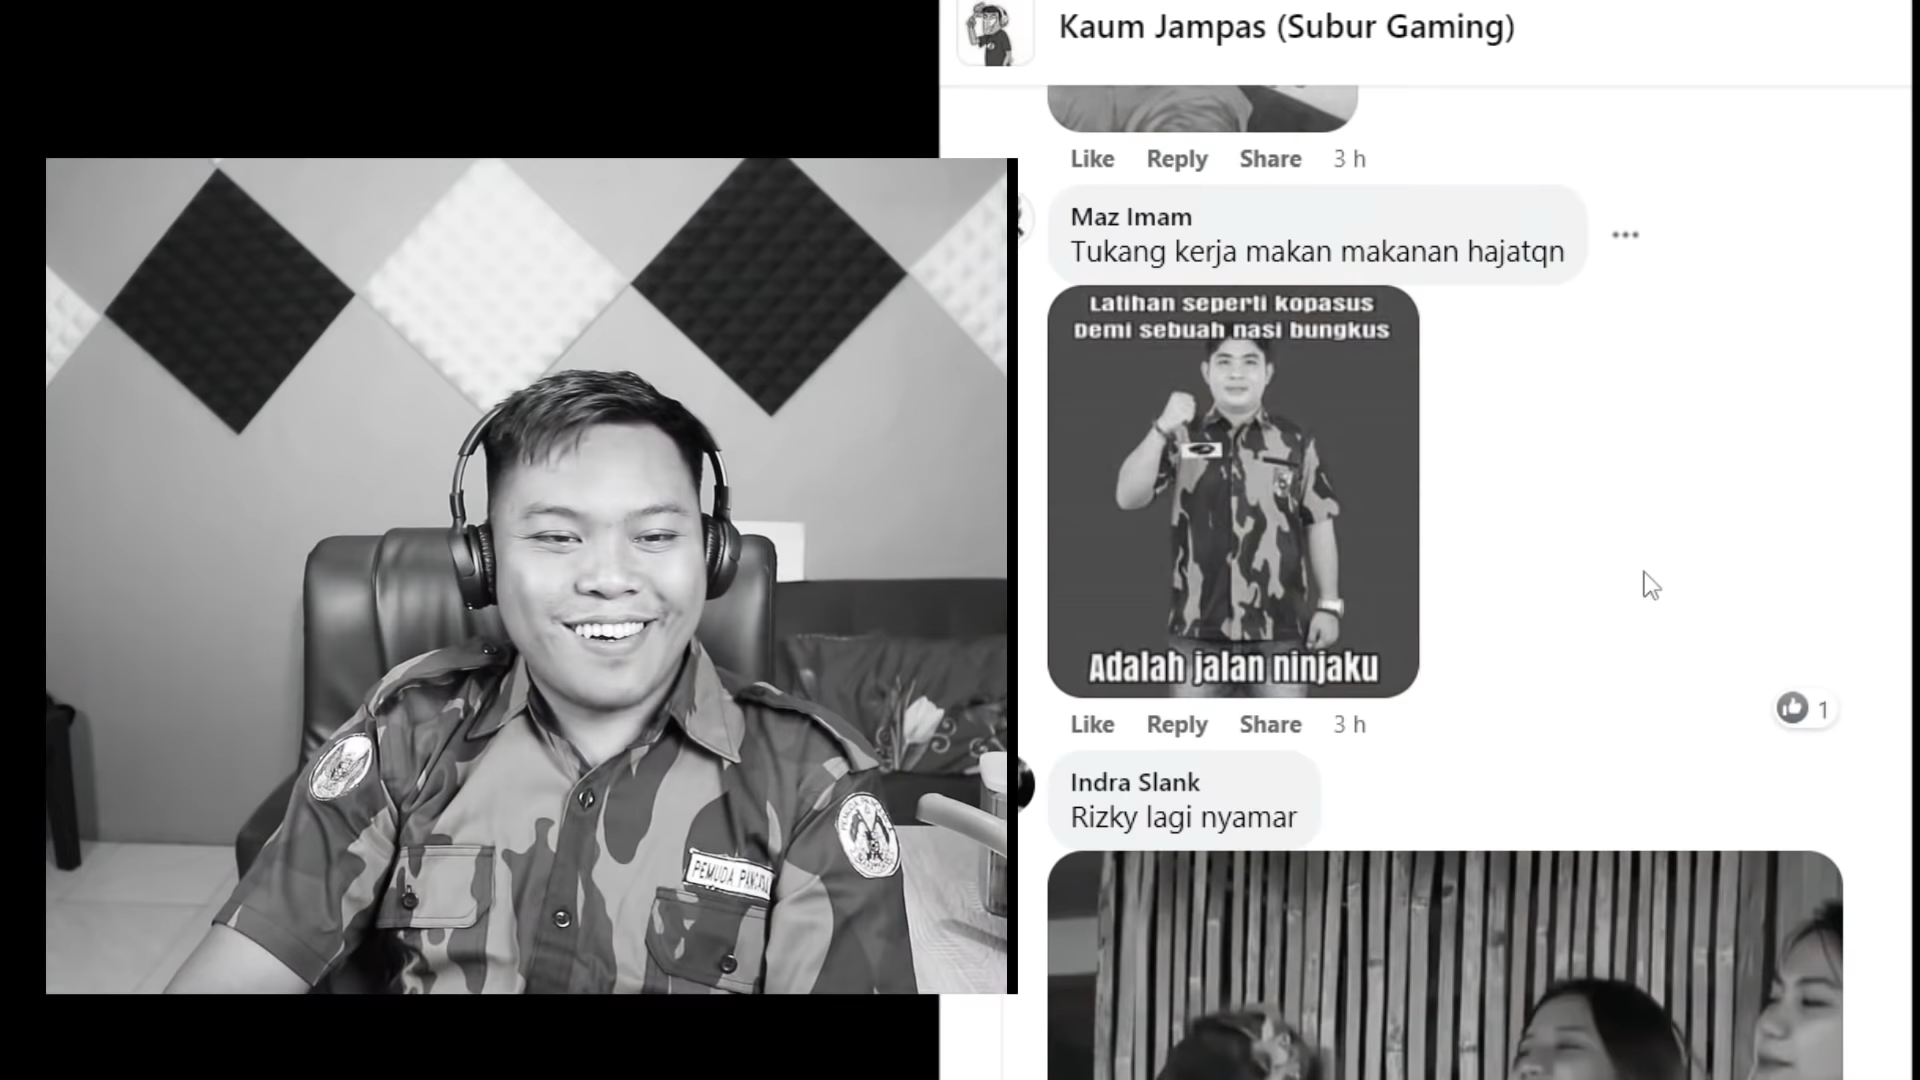 Kaum Jampas (Subur Gaming)
Like Reply Share 3 h
Maz Imam
Tukang kerja makan makanan hajatqn
Latihan seperti kopasus
Demi sebuah nasi bungkus
Adalah jalan ninjaku
Like Reply Share 3 h
1
Indra Slank
Rizky lagi nyamar
PEMUDA